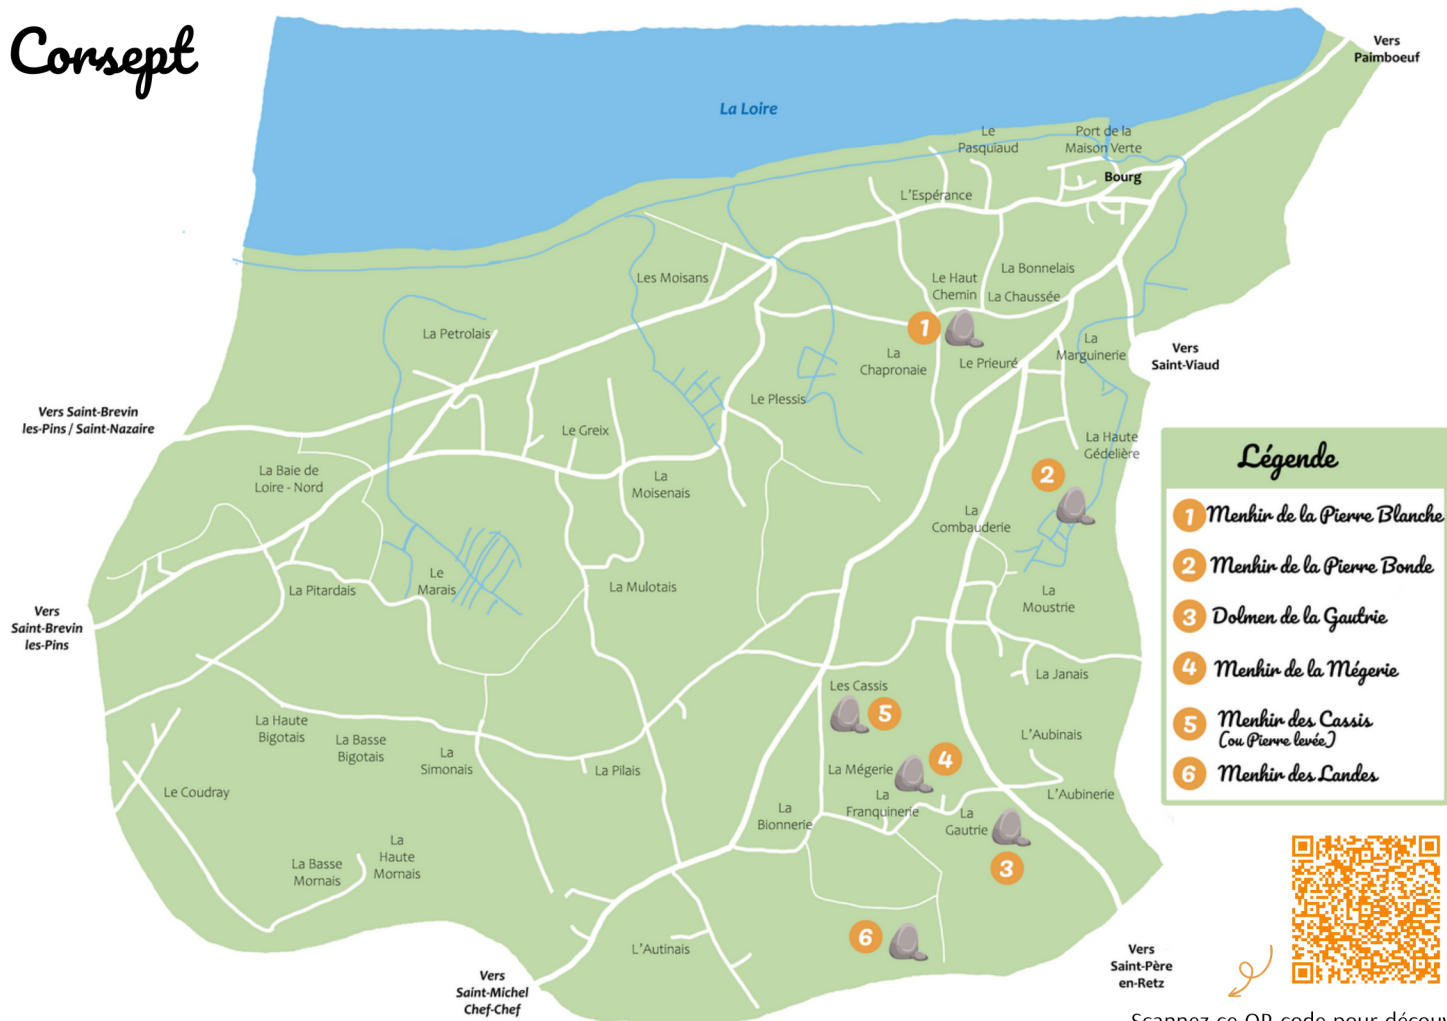 Corsept
Vers
Paimboeuf
La Loire
Le
Pasquiaud
Port de la
Maison Verte
Bourg
L'Espérance
Les Moisans
Le Haut
Chemin
La Bonnelais
La Chaussée
La Petrolais
1
La
Chapronaie
Le Prieuré
La
Marguinerie
Vers
Saint-Viaud
Vers Saint-Brevin
les-Pins / Saint-Nazaire
Le Plessis
Le Greix
La Haute
Gédelière
La Baie de
Loire - Nord
La
Moisenais
2
La
Combauderie
La Pitardais
Le
Marais
La Mulotais
La
Moustrie
Vers
Saint-Brevin
les-Pins
La Janais
Les Cassis
5
La Haute
Bigotais
La Basse
Bigotais
La
Simonais
La Pilais
L'Aubinais
4
La Mégerie
La
Franquinerie
L'Aubinerie
Le Coudray
La
Bionnerie
La
Gautrie
3
La Basse
Mornais
La
Haute
Mornais
6
L'Autinais
Vers
Saint-Michel
Chef-Chef
Vers
Saint-Père
en-Retz
Légende
1 Menhir de la Pierre Blanche
2 Menhir de la Pierre Bonde
3 Dolmen de la Gautrie
4 Menhir de la Mégerie
5 Menhir des Cassis
(ou Pierre levée)
6 Menhir des Landes
Scannez ce QR code pour